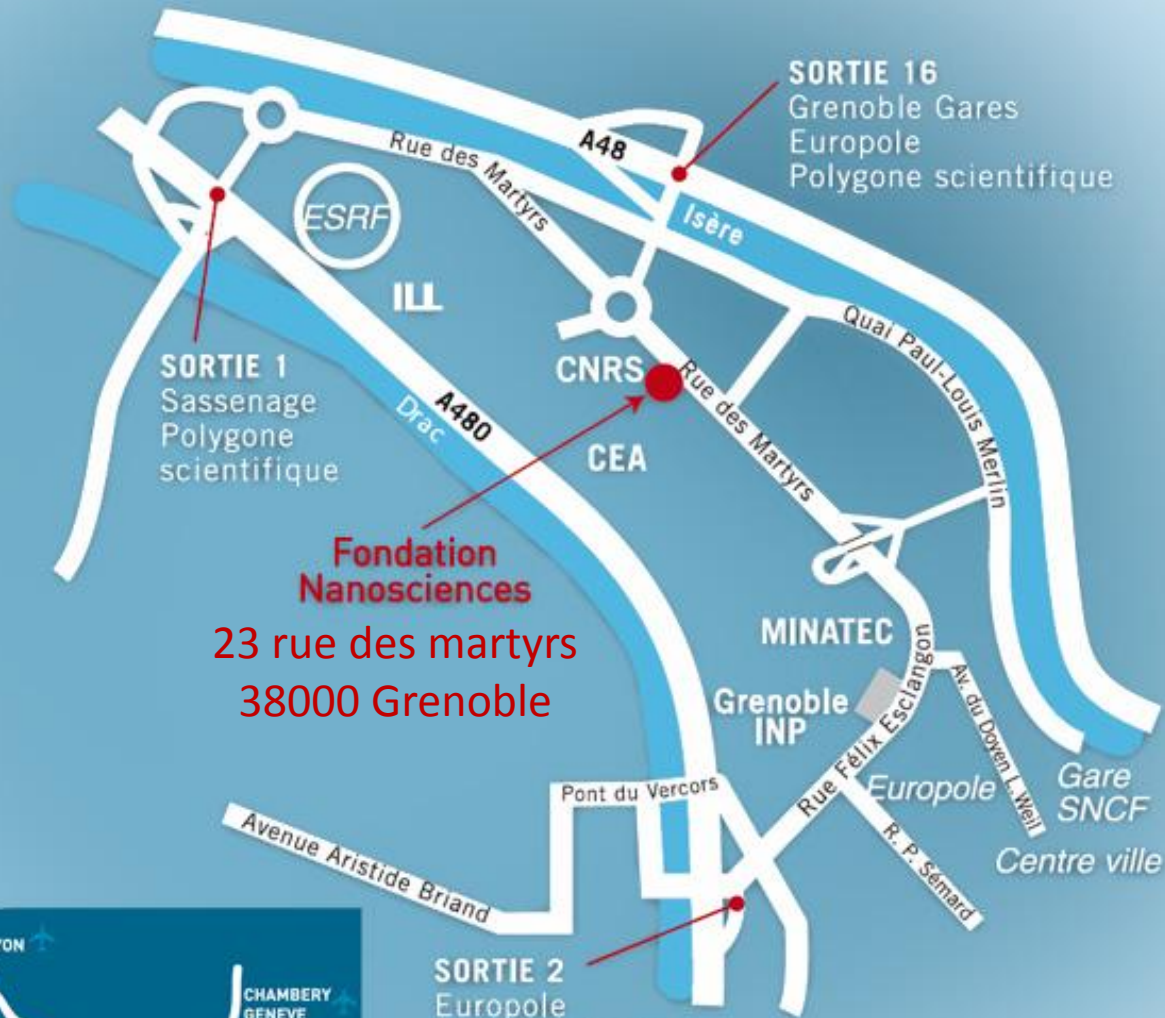 SORTIE 16
Grenoble Gares
Europole
Polygone scientifique
A48
Rue des Martyrs
Isère
ESRF
ILL
Quai Paul-Louis Merlin
SORTIE 1
Sassenage
Polygone
scientifique
A480
Drac
CNRS
Rue des Martyrs
CEA
Fondation
Nanosciences
23 rue des martyrs
38000 Grenoble
MINATEC
Grenoble
INP
Rue Félix Esclangon
Av. du Doyen L. Weil
Pont du Vercors
Europole
Gare
SNCF
R. P. Sémard
Centre ville
Avenue Aristide Briand
SORTIE 2
Europole
CHAMBERY
GENEVE